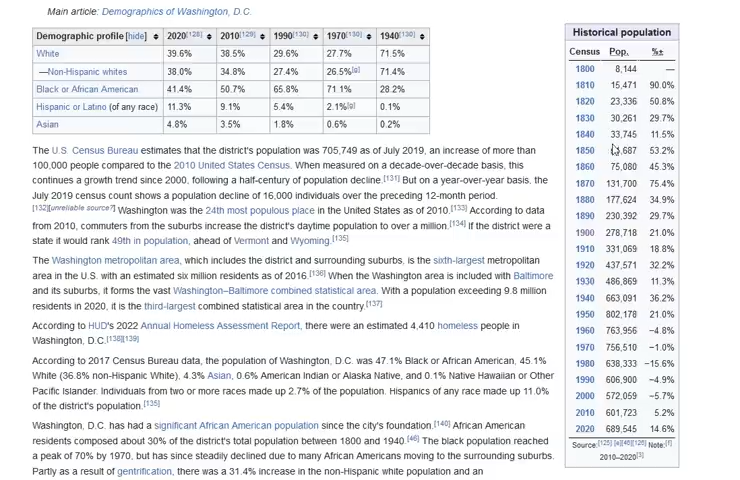 Main article: Demographics of Washington, D.C.
Demographic profile [hide] 2020[128] 2010[129] 1990[130] 1970[130] 1940[130]
White 39.6% 38.5% 29.6% 27.7% 71.5%
—Non-Hispanic whites 38.0% 34.8% 27.4% 26.5%[g] 71.4%
Black or African American 41.4% 50.7% 65.8% 71.1% 28.2%
Hispanic or Latino (of any race) 11.3% 9.1% 5.4% 2.1%[g] 0.1%
Asian 4.8% 3.5% 1.8% 0.6% 0.2%
The U.S. Census Bureau estimates that the district's population was 705,749 as of July 2019, an increase of more than
100,000 people compared to the 2010 United States Census. When measured on a decade-over-decade basis, this
continues a growth trend since 2000, following a half-century of population decline.[131] But on a year-over-year basis, the
July 2019 census count shows a population decline of 16,000 individuals over the preceding 12-month period.
[132][unreliable source?] Washington was the 24th most populous place in the United States as of 2010.[133] According to data
from 2010, commuters from the suburbs increase the district's daytime population to over a million.[134] If the district were a
state it would rank 49th in population, ahead of Vermont and Wyoming.[135]
The Washington metropolitan area, which includes the district and surrounding suburbs, is the sixth-largest metropolitan
area in the U.S. with an estimated six million residents as of 2016.[136] When the Washington area is included with Baltimore
and its suburbs, it forms the vast Washington–Baltimore combined statistical area. With a population exceeding 9.8 million
residents in 2020, it is the third-largest combined statistical area in the country.[137]
According to HUD's 2022 Annual Homeless Assessment Report, there were an estimated 4,410 homeless people in
Washington, D.C.[138][139]
According to 2017 Census Bureau data, the population of Washington, D.C. was 47.1% Black or African American, 45.1%
White (36.8% non-Hispanic White), 4.3% Asian, 0.6% American Indian or Alaska Native, and 0.1% Native Hawaiian or Other
Pacific Islander. Individuals from two or more races made up 2.7% of the population. Hispanics of any race made up 11.0%
of the district's population.[135]
Washington, D.C. has had a significant African American population since the city's foundation.[140] African American
residents composed about 30% of the district's total population between 1800 and 1940.[46] The black population reached
a peak of 70% by 1970, but has since steadily declined due to many African Americans moving to the surrounding suburbs.
Partly as a result of gentrification, there was a 31.4% increase in the non-Hispanic white population and an
Historical population
Census Pop. %±
1800 8,144 —
1810 15,471 90.0%
1820 23,336 50.8%
1830 30,261 29.7%
1840 33,745 11.5%
1850 ,687 53.2%
1860 75,080 45.3%
1870 131,700 75.4%
1880 177,624 34.9%
1890 230,392 29.7%
1900 278,718 21.0%
1910 331,069 18.8%
1920 437,571 32.2%
1930 486,869 11.3%
1940 663,091 36.2%
1950 802,178 21.0%
1960 763,956 −4.8%
1970 756,510 −1.0%
1980 638,333 −15.6%
1990 606,900 −4.9%
2000 572,059 −5.7%
2010 601,723 5.2%
2020 689,545 14.6%
Source:[125] [e][46][126] Note:[f]
2010–2020[3]